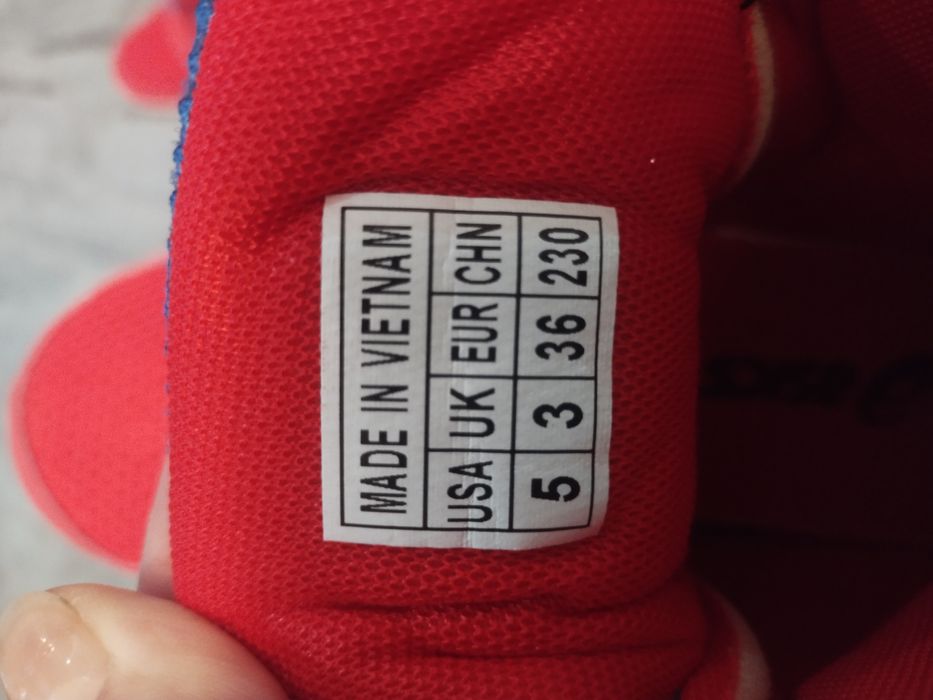 MADE IN VIETNAM
USA UK EUR CHN
5 3 36 230